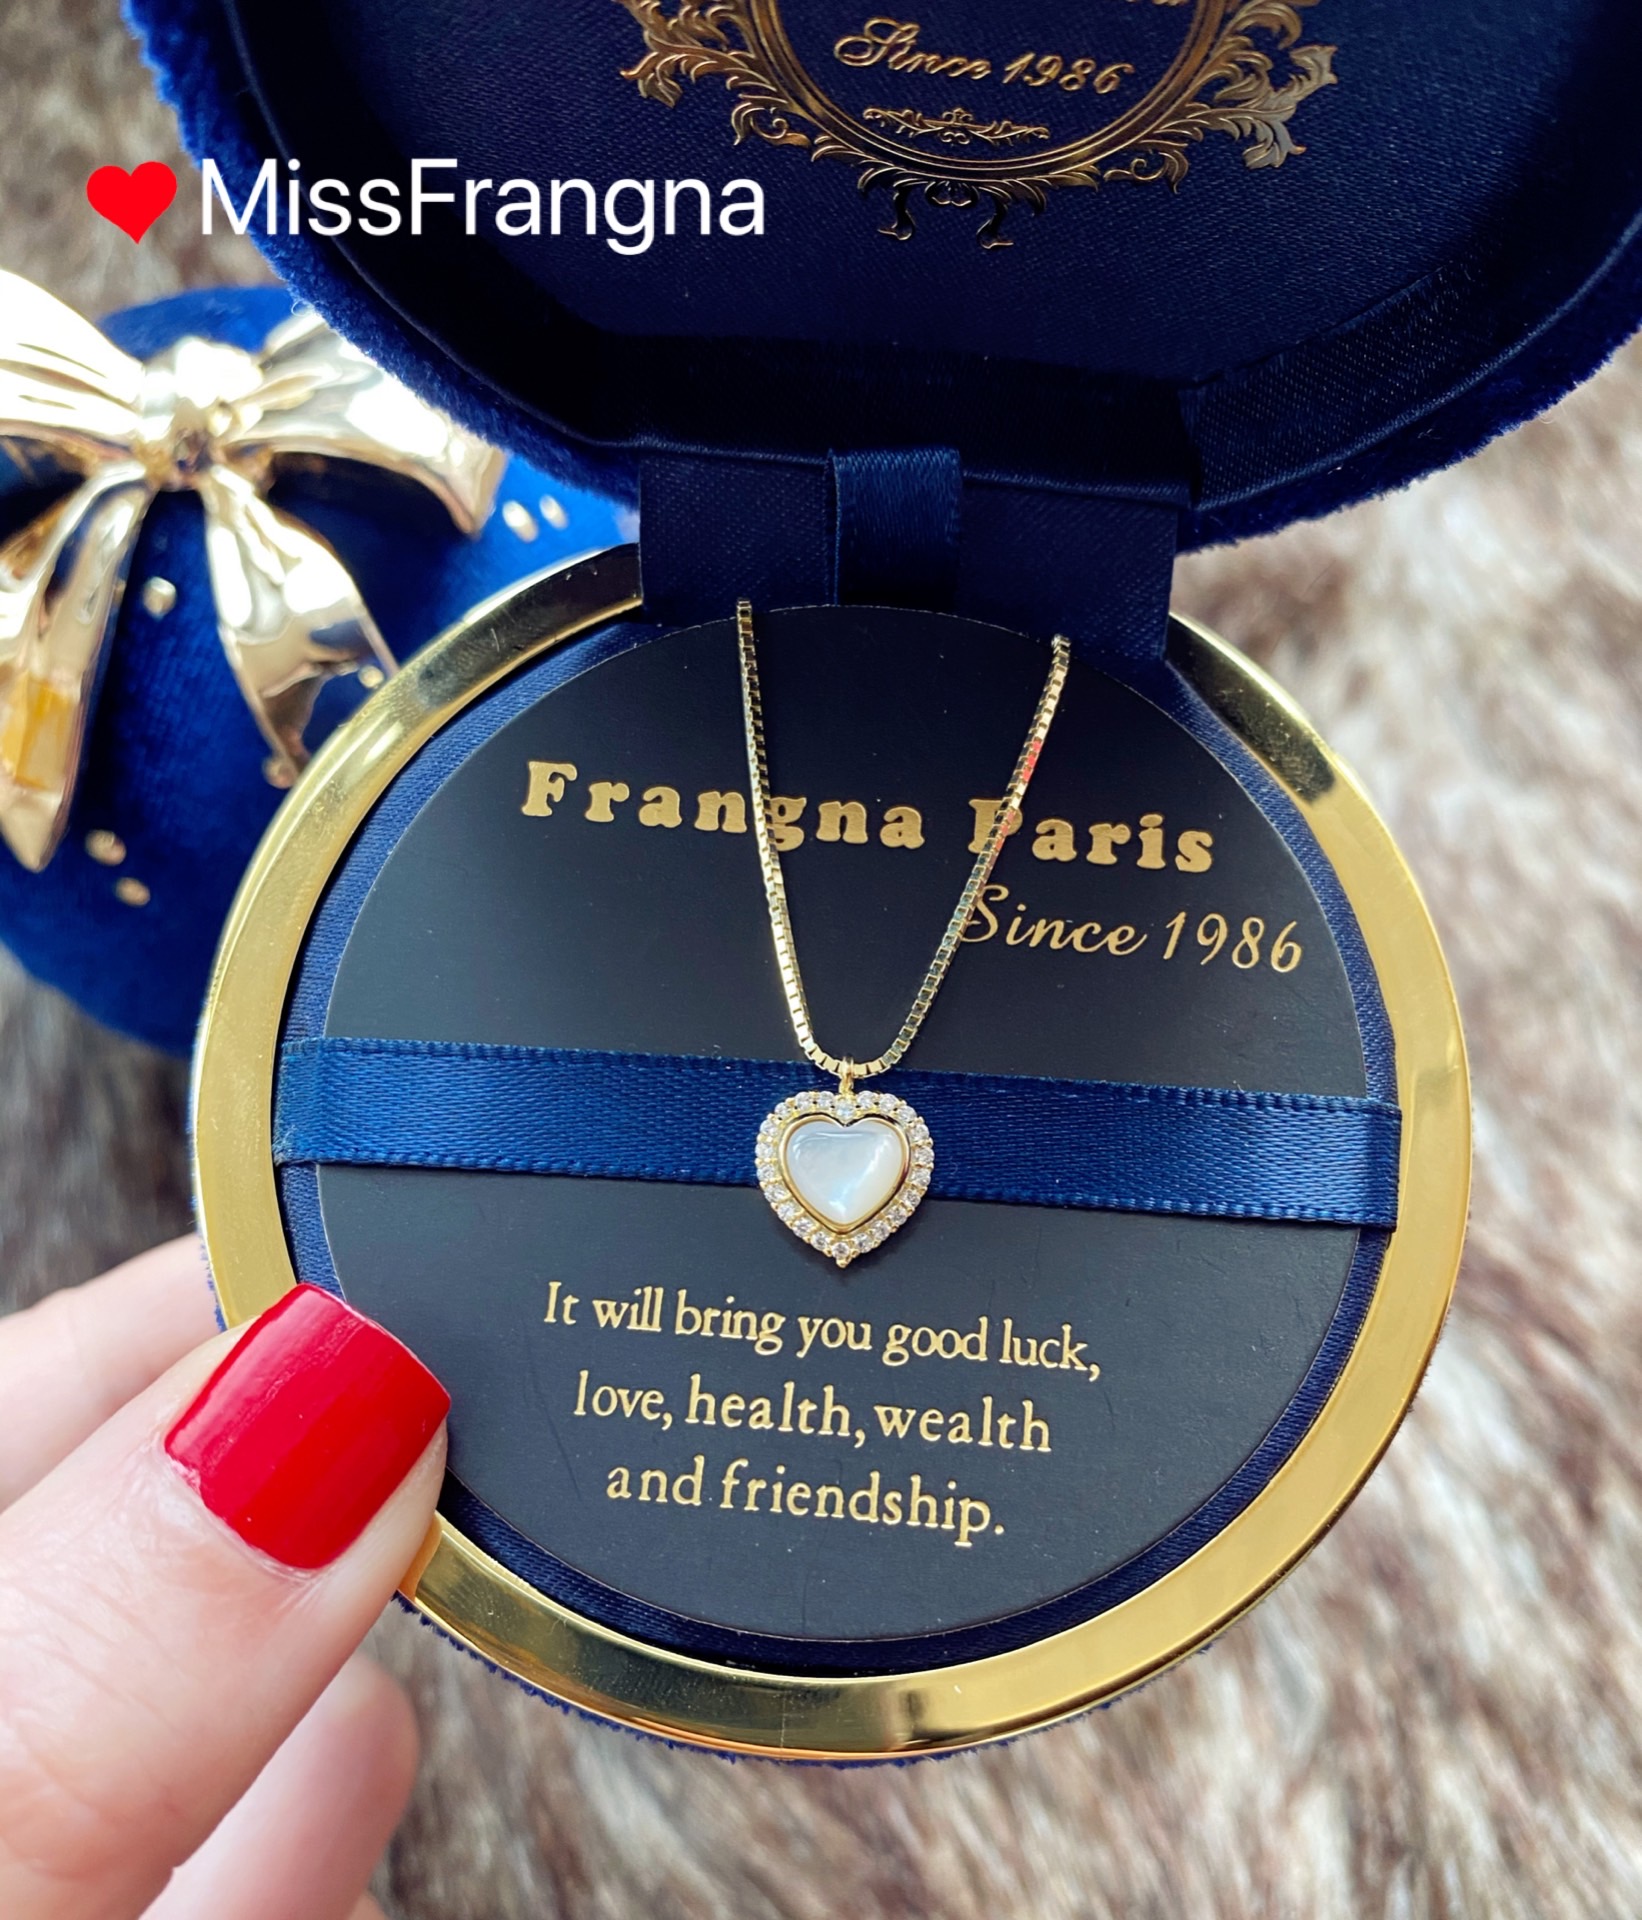 Since 1986
MissFrangna
Frangna Paris
Since 1986
It will bring you good luck,
love, health, wealth
and friendship.